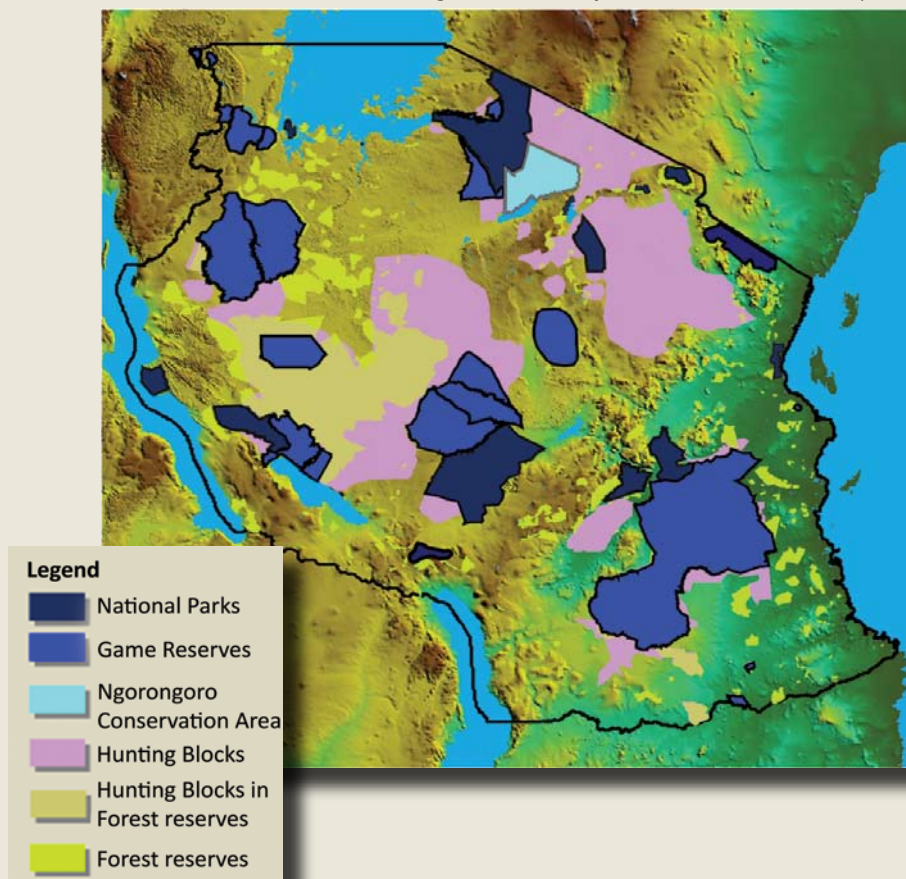 Legend
National Parks
Game Reserves
Ngorongoro
Conservation Area
Hunting Blocks
Hunting Blocks in
Forest reserves
Forest reserves